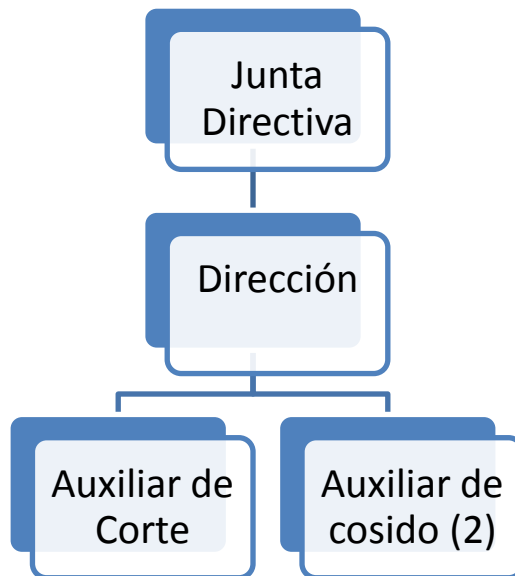 Junta
Directiva
Dirección
Auxiliar de
Corte
Auxiliar de
cosido (2)